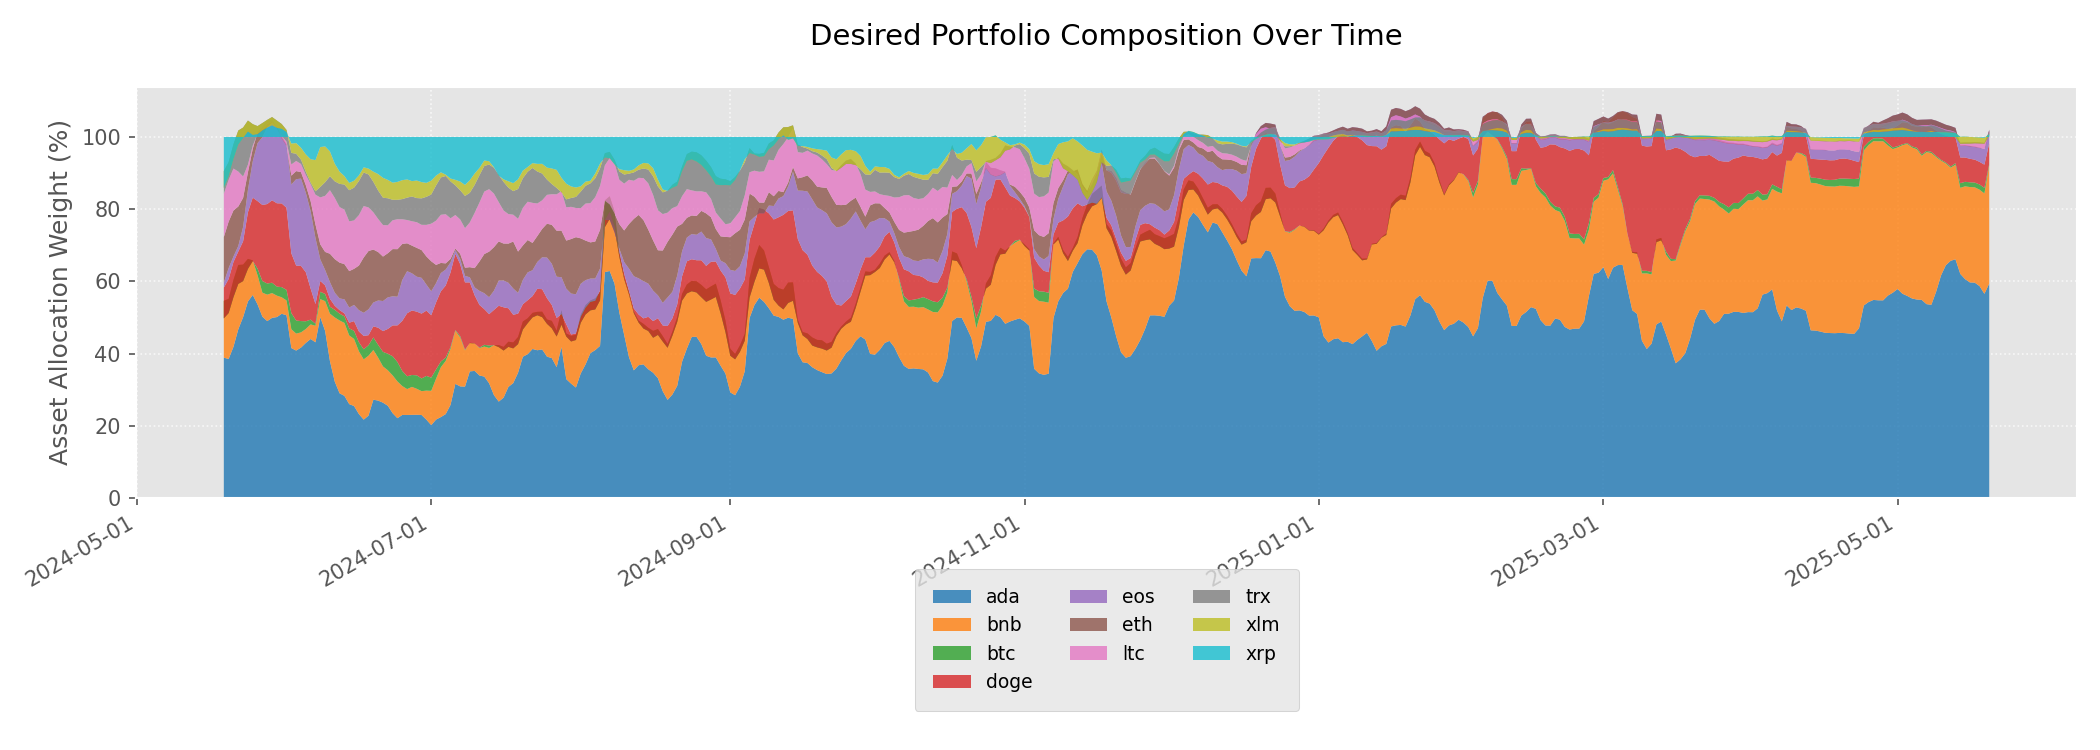 Desired Portfolio Composition Over Time
Asset Allocation Weight (%)
100
80
60
40
20
0
2024-05-01
2024-07-01
2024-09-01
2024-11-01
2025-01-01
2025-03-01
2025-05-01
ada
bnb
btc
doge
eos
eth
ltc
trx
xlm
xrp